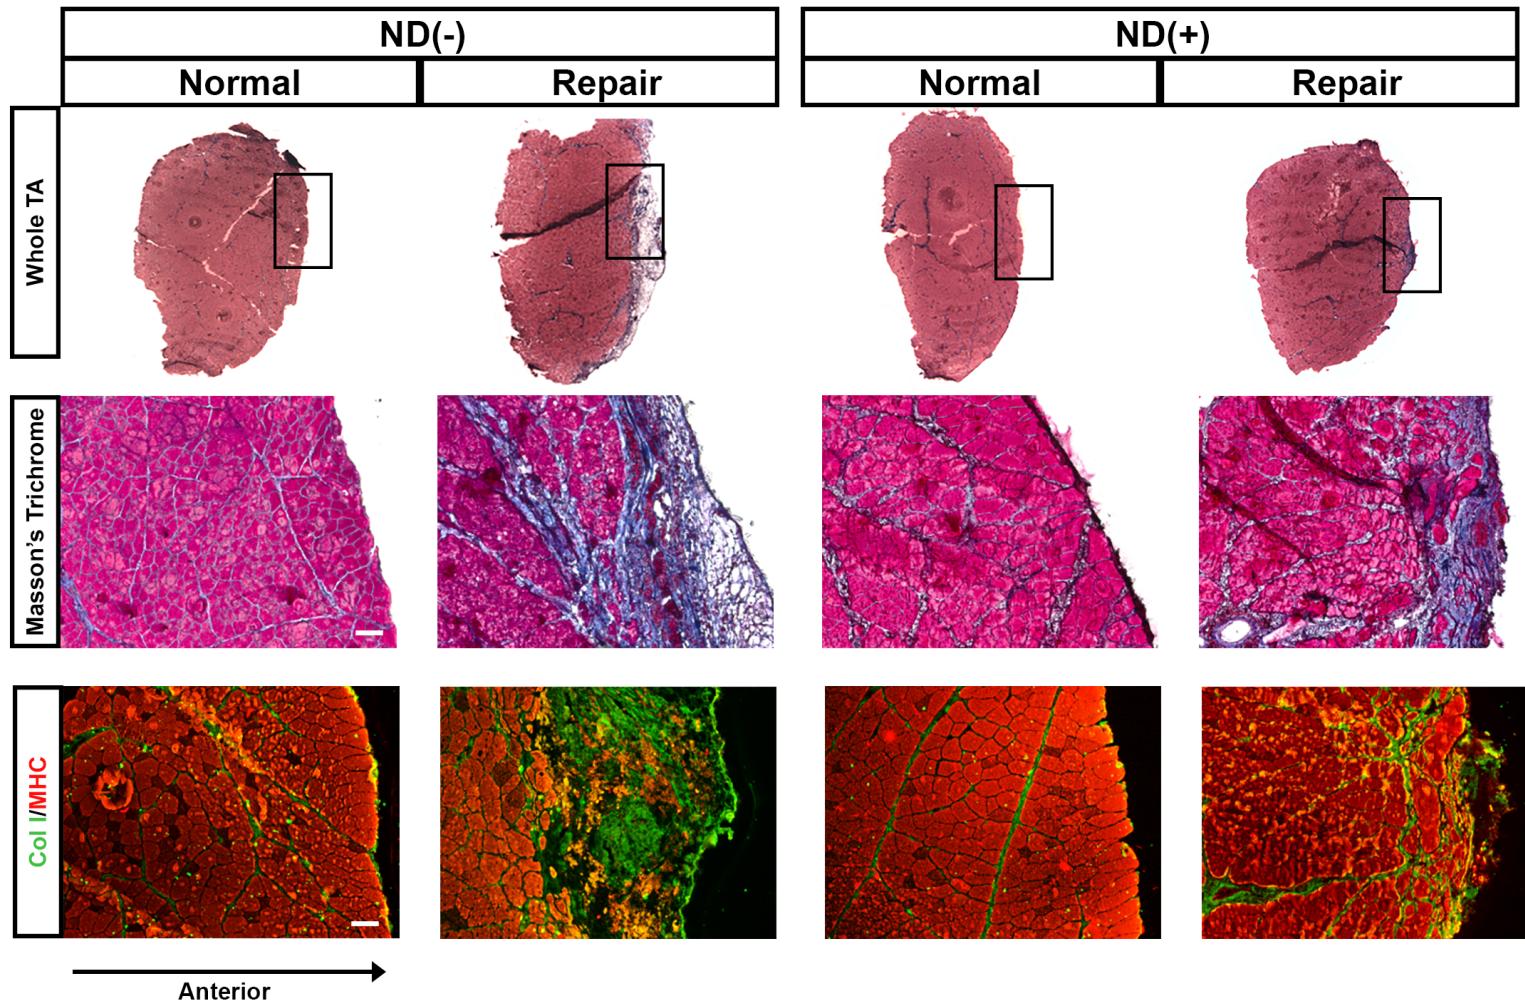 ND(-)
ND(+)
Normal
Repair
Normal
Repair
Whole TA
Masson's Trichrome
Col I/MHC
Anterior